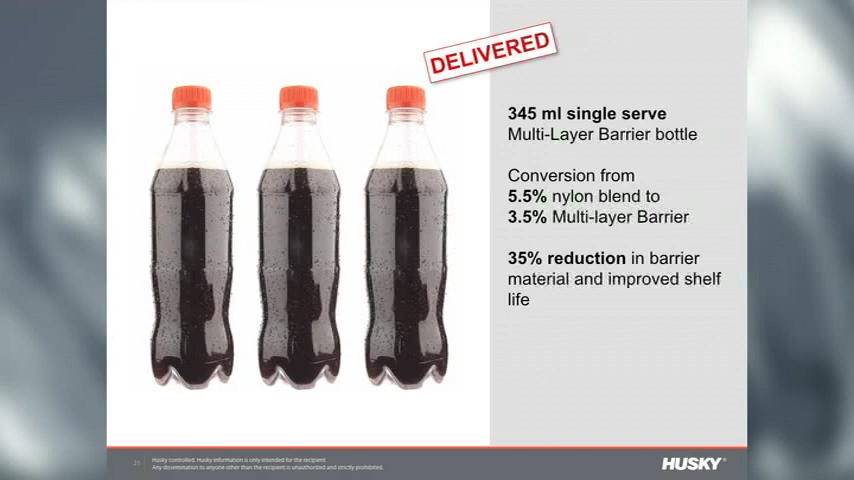 DELIVERED
345 ml single serve
Multi-Layer Barrier bottle
Conversion from
5.5% nylon blend to
3.5% Multi-layer Barrier
35% reduction in barrier
material and improved shelf
life
21
Husky controlled. Husky information is only intended for the recipient.
Any dissemination to anyone other than the recipient is unauthorized and strictly prohibited.
HUSKY®